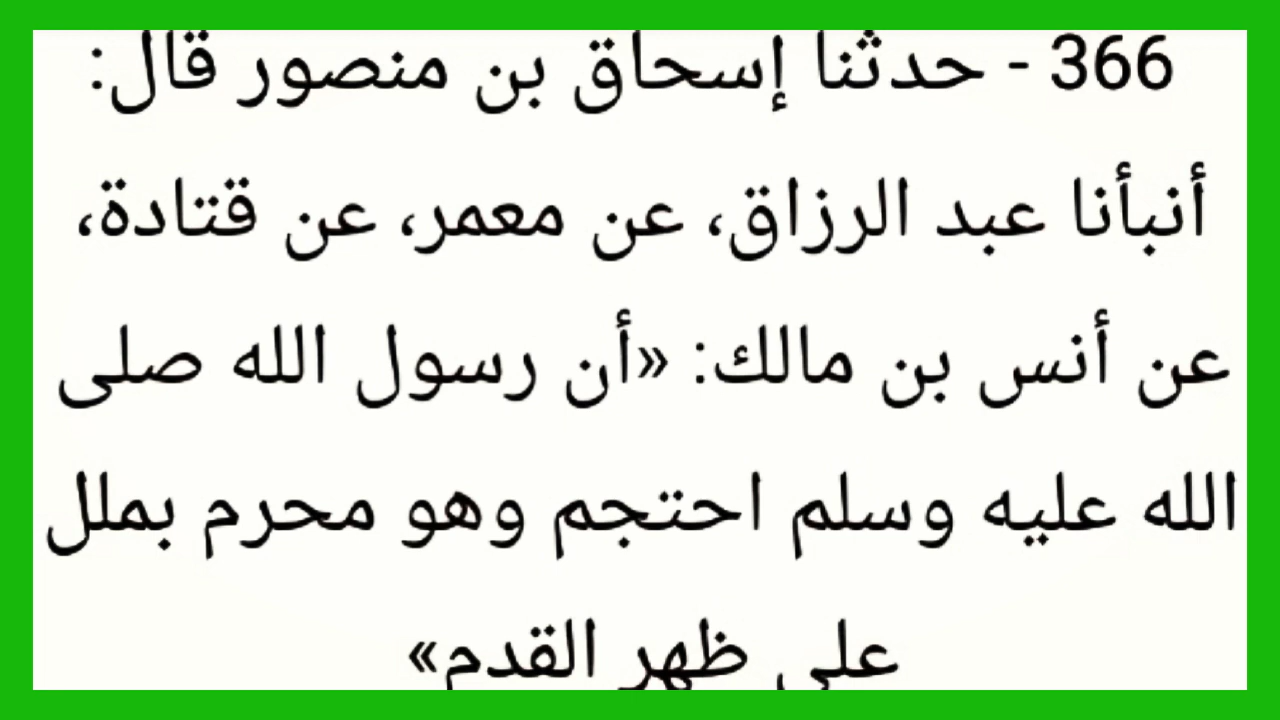 366 - حدثنا إسحاق بن منصور قال:
أنبأنا عبد الرزاق، عن معمر، عن قتادة،
عن أنس بن مالك: «أن رسول الله صلى
الله عليه وسلم احتجم وهو محرم بملل
على ظهر القدم»